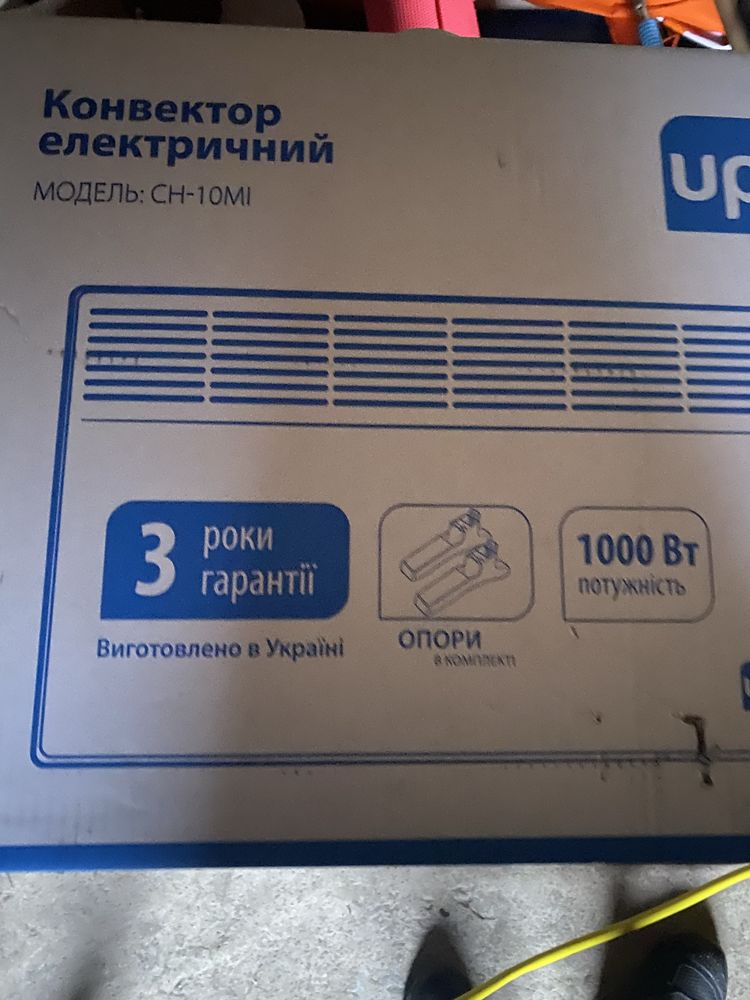 Конвектор
електричний
МОДЕЛЬ: CH-10MI
up
3 роки
гарантії
Виготовлено в Україні
ОПОРИ
В КОМПЛЕКТІ
1000 Вт
потужність